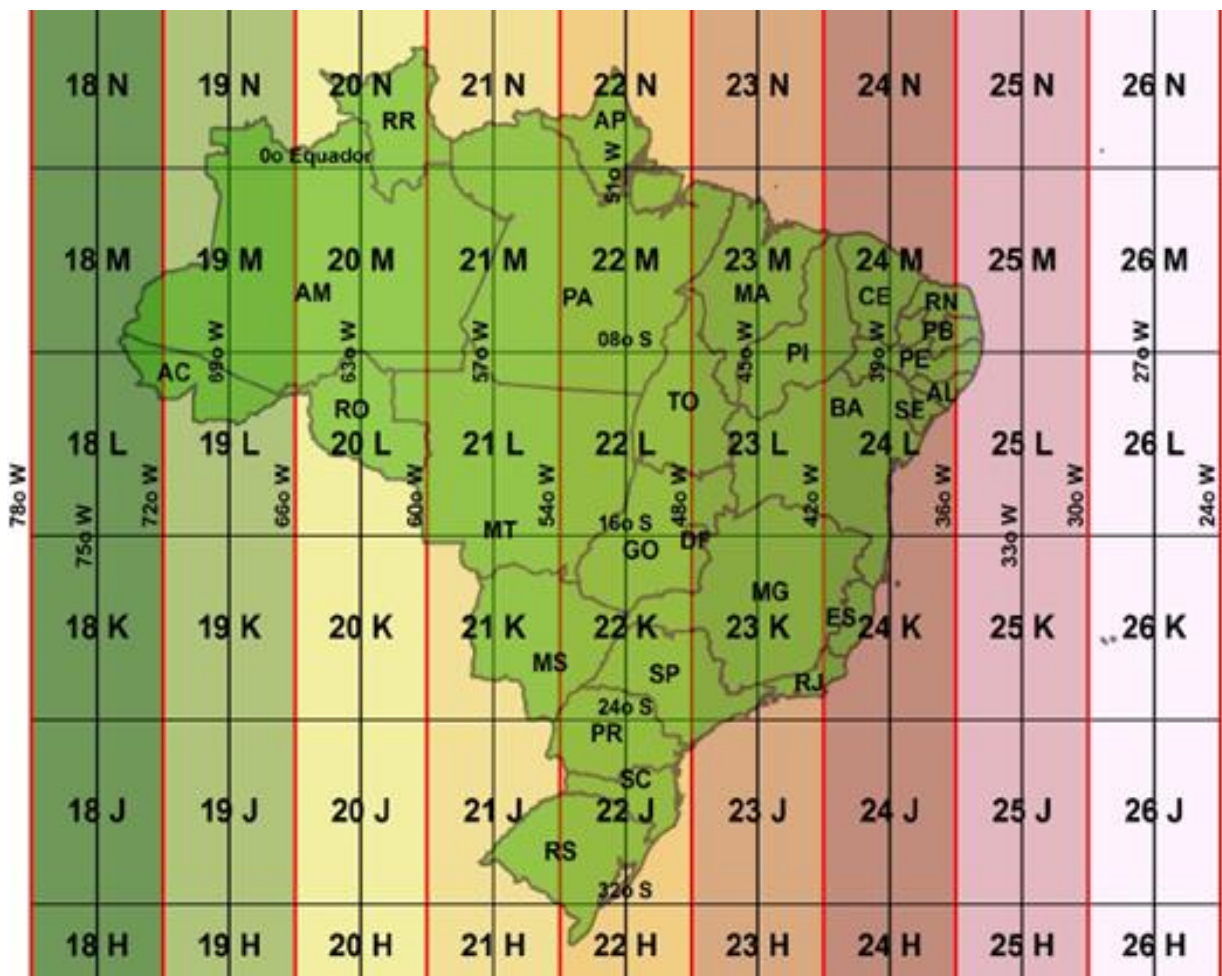 18 N 19 N 20 N 21 N 22 N 23 N 24 N 25 N 26 N
RR AP
0o Equador
51o W
18 M 19 M 20 M 21 M 22 M 23 M 24 M 25 M 26 M
AM PA MA CE RN
PB
08o S
69o W 63o W 57o W 45o W 39o W 27o W
PI PE
AC
AL
RO TO BA SE
18 L 19 L 20 L 21 L 22 L 23 L 24 L 25 L 26 L
78o W 72o W 66o W 60o W 54o W 48o W 42o W 36o W 30o W 24o W
75o W 33o W
16o S
MT GO DF
MG
ES
18 K 19 K 20 K 21 K 22 K 23 K 24 K 25 K 26 K
MS SP RJ
24o S
PR
SC
18 J 19 J 20 J 21 J 22 J 23 J 24 J 25 J 26 J
RS
32o S
18 H 19 H 20 H 21 H 22 H 23 H 24 H 25 H 26 H